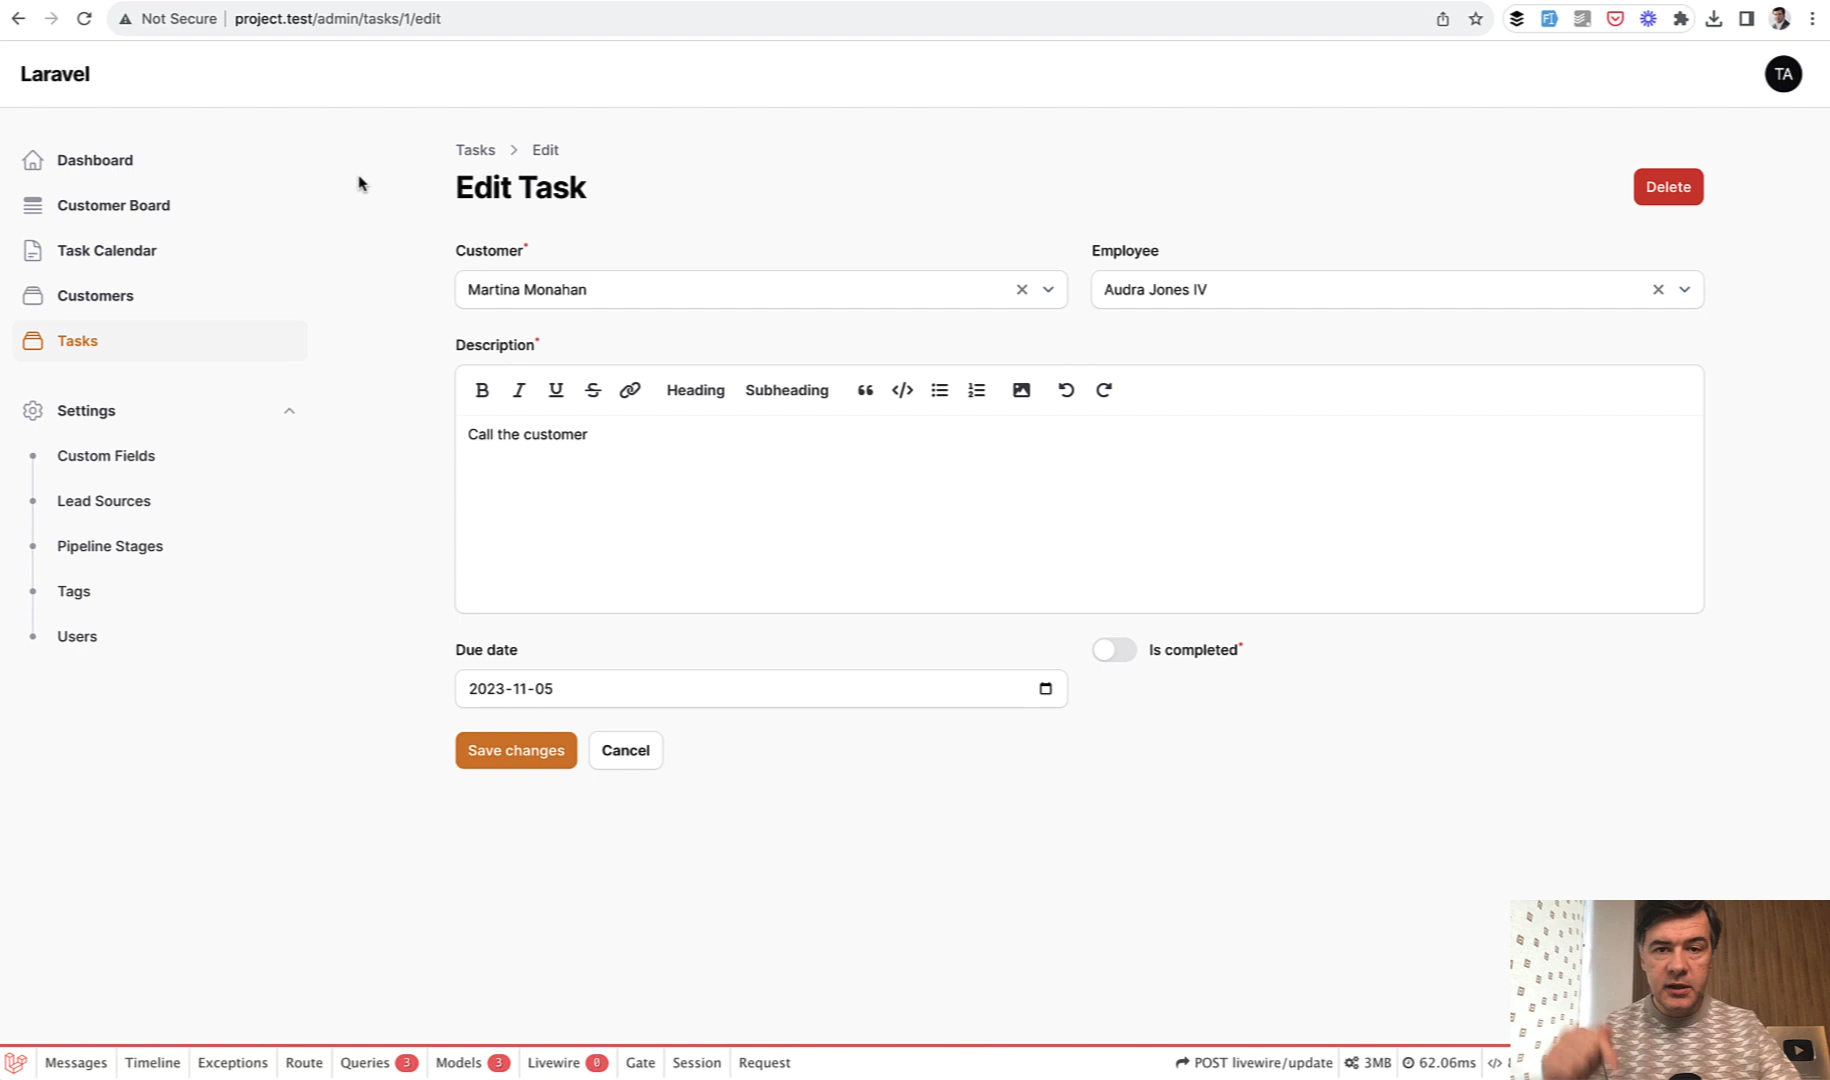 Not Secure | project.test/admin/tasks/1/edit
Laravel
TA
Dashboard
Customer Board
Task Calendar
Customers
Tasks
Settings
Custom Fields
Lead Sources
Pipeline Stages
Tags
Users
Tasks > Edit
Edit Task
Delete
Customer*
Martina Monahan
Employee
Audra Jones IV
Description*
Heading Subheading
Call the customer
Due date
2023-11-05
Is completed*
Save changes Cancel
Messages Timeline Exceptions Route Queries 3 Models 3 Livewire 0 Gate Session Request POST livewire/update 3MB 62.06ms